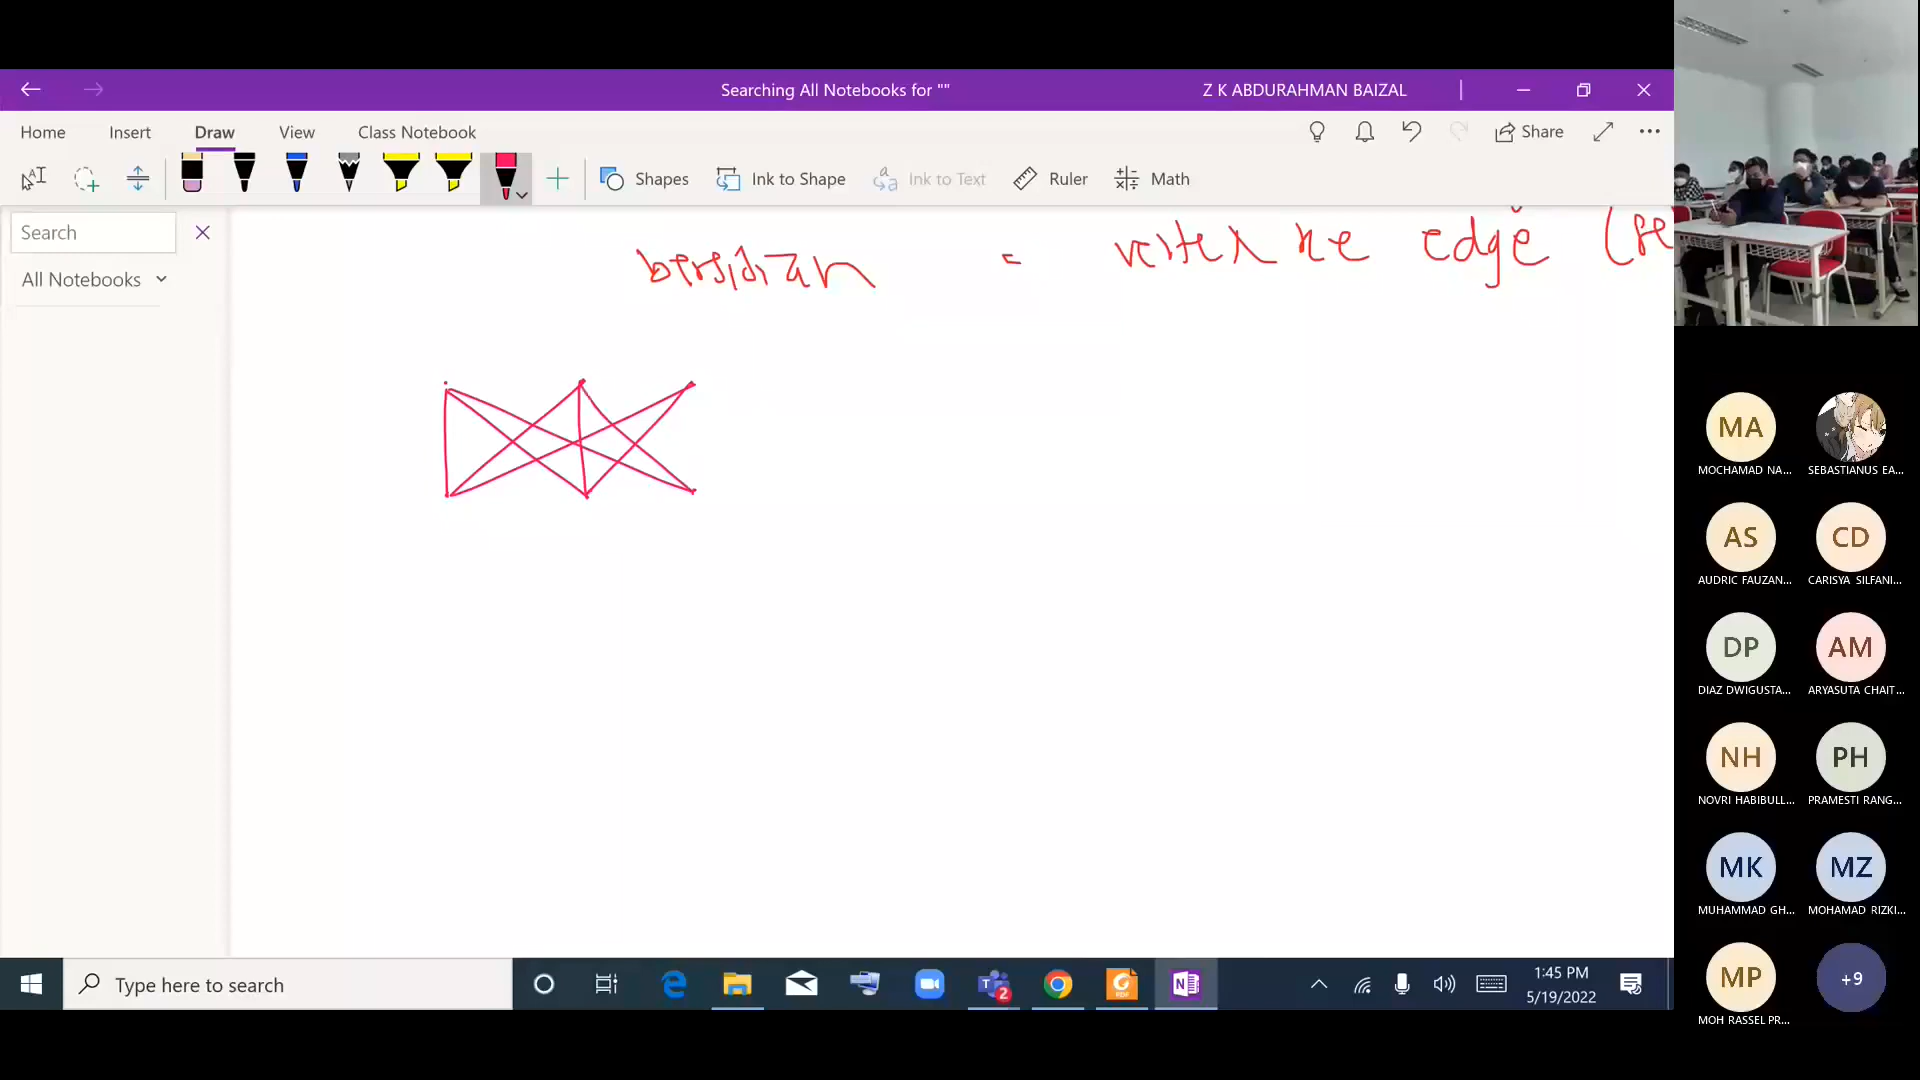 Searching All Notebooks for ""
Z K ABDURAHMAN BAIZAL
Home Insert Draw View Class Notebook
Share
Shapes Ink to Shape Ink to Text Ruler Math
Search
All Notebooks
bersisian = vertex ke edge (se
MA
MOCHAMAD NA...
SEBASTIANUS EA...
AS
AUDRIC FAUZAN...
CD
CARISYA SILFANI...
DP
DIAZ DWIGUSTA...
AM
ARYASUTA CHAIT...
NH
NOVRI HABIBULL...
PH
PRAMESTI RANG...
MK
MUHAMMAD GH...
MZ
MOHAMAD RIZKI...
MP
MOH RASSEL PR...
+9
Type here to search
2
1:45 PM
5/19/2022